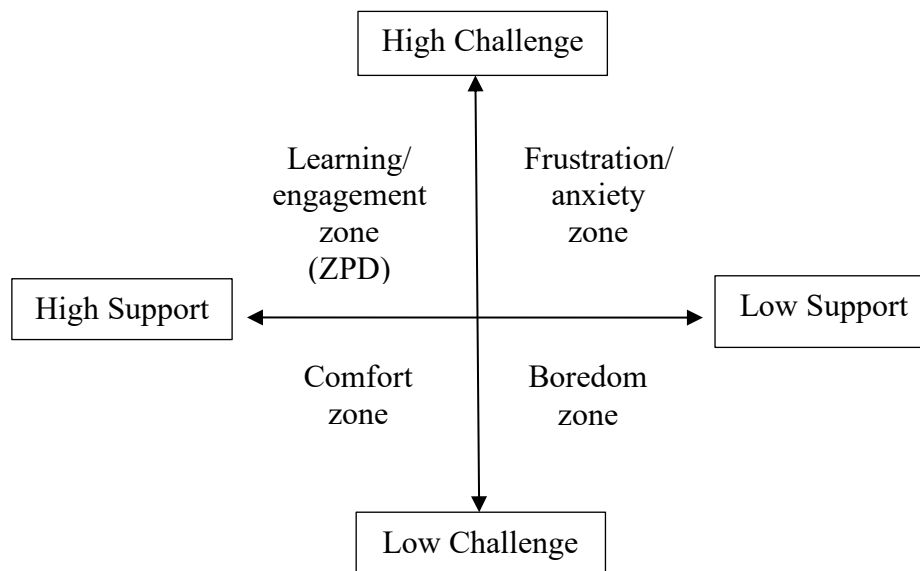 High Challenge
Learning/
engagement
zone
(ZPD)
Frustration/
anxiety
zone
High Support
Low Support
Comfort
zone
Boredom
zone
Low Challenge